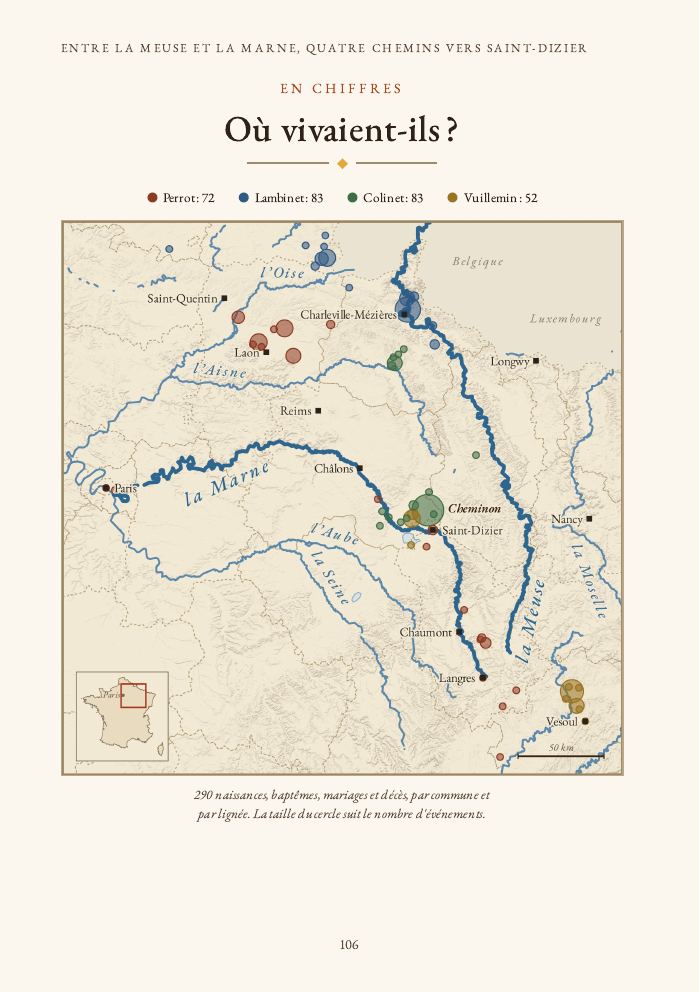 ENTRE LA MEUSE ET LA MARNE, QUATRE CHEMINS VERS SAINT-DIZIER
EN CHIFFRES
Où vivaient-ils ?
Perrot : 72
Lambinet : 83
Colinet : 83
Vuillemin : 52
Belgique
l'Oise
Saint-Quentin
Charleville-Mézières
Luxembourg
Laon
Longwy
l'Aisne
Reims
Châlons
la Marne
Paris
Cheminon
Saint-Dizier
Nancy
l'Aube
la Seine
la Moselle
la Meuse
Chaumont
Langres
Paris
Vesoul
50 km
290 naissances, baptêmes, mariages et décès, par commune et
par lignée. La taille du cercle suit le nombre d'événements.
106